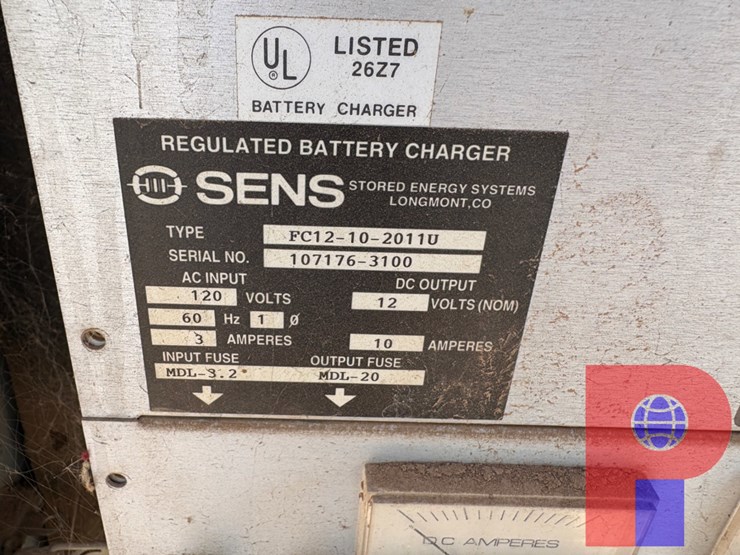 UL
®
LISTED
26Z7
BATTERY CHARGER
REGULATED BATTERY CHARGER
SENS STORED ENERGY SYSTEMS
LONGMONT, CO
TYPE FC12-10-2011U
SERIAL NO. 107176-3100
AC INPUT
120 VOLTS
60 Hz 1 ø
3 AMPERES
DC OUTPUT
12 VOLTS (NOM)
10 AMPERES
INPUT FUSE
MDL-3.2
OUTPUT FUSE
MDL-20
D.C AMPERES
PI